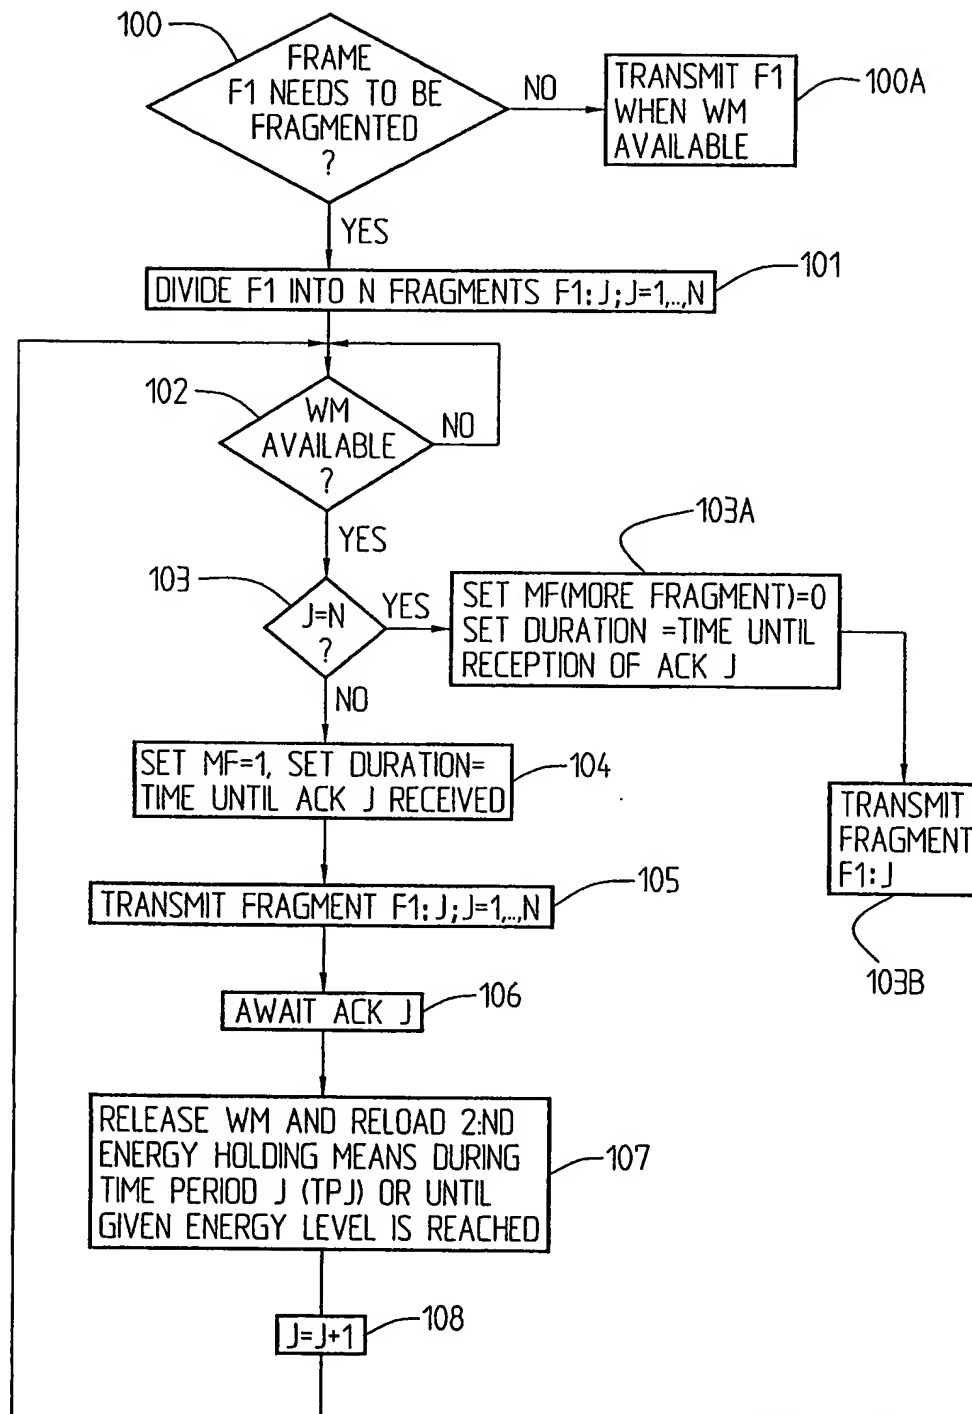 100
FRAME
F1 NEEDS TO BE
FRAGMENTED
?
NO
TRANSMIT F1
WHEN WM
AVAILABLE
100A
YES
DIVIDE F1 INTO N FRAGMENTS F1:J;J=1,..,N
101
102
WM
AVAILABLE
?
NO
YES
103
J=N
?
YES
103A
SET MF(MORE FRAGMENT)=0
SET DURATION =TIME UNTIL
RECEPTION OF ACK J
NO
SET MF=1, SET DURATION=
TIME UNTIL ACK J RECEIVED
104
TRANSMIT
FRAGMENT
F1:J
103B
TRANSMIT FRAGMENT F1:J;J=1,..,N
105
AWAIT ACK J
106
RELEASE WM AND RELOAD 2:ND
ENERGY HOLDING MEANS DURING
TIME PERIOD J (TPJ) OR UNTIL
GIVEN ENERGY LEVEL IS REACHED
107
J=J+1
108